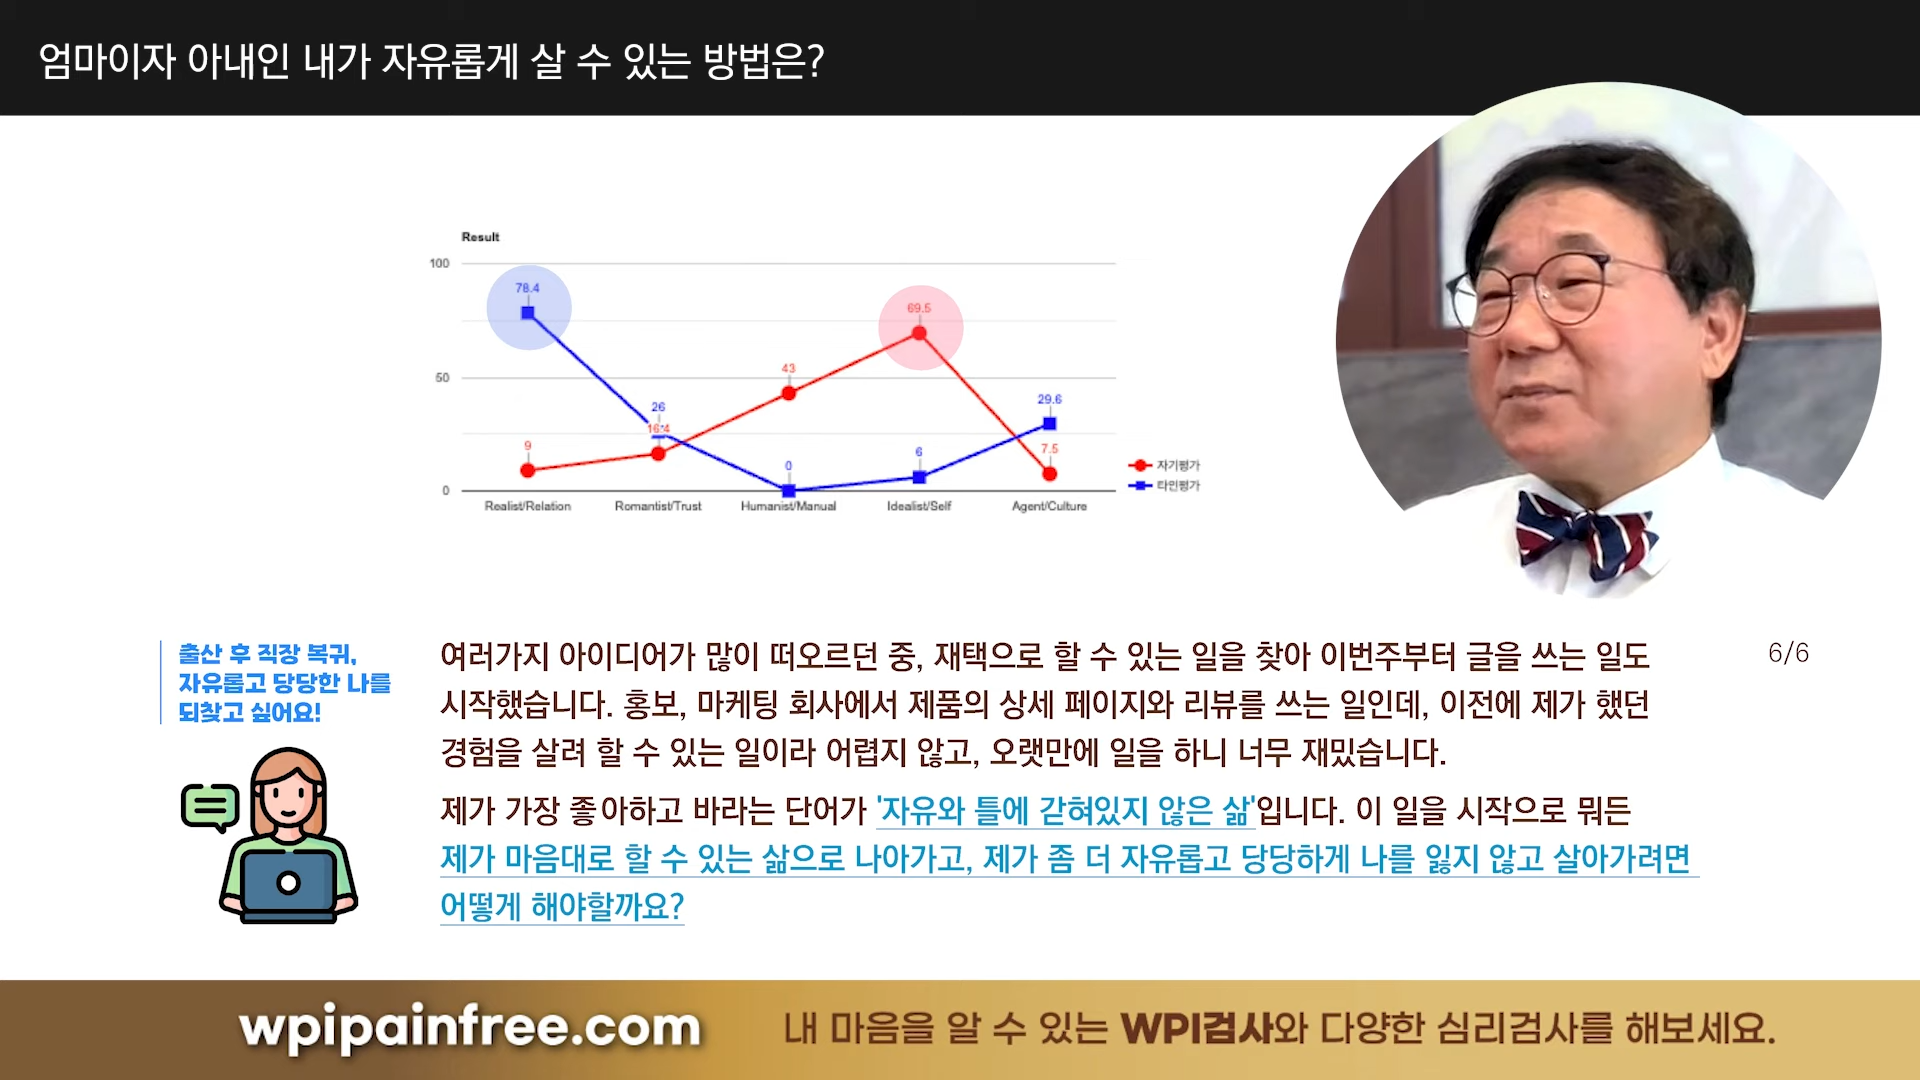 엄마이자 아내인 내가 자유롭게 살 수 있는 방법은?
Result
100
50
0
78.4
26
0
6
29.6
9
16.4
43
69.5
7.5
Realist/Relation
Romantist/Trust
Humanist/Manual
Idealist/Self
Agent/Culture
자기평가
타인평가
출산 후 직장 복귀,
자유롭고 당당한 나를
되찾고 싶어요!
여러가지 아이디어가 많이 떠오르던 중, 재택으로 할 수 있는 일을 찾아 이번주부터 글을 쓰는 일도
시작했습니다. 홍보, 마케팅 회사에서 제품의 상세 페이지와 리뷰를 쓰는 일인데, 이전에 제가 했던
경험을 살려 할 수 있는 일이라 어렵지 않고, 오랫만에 일을 하니 너무 재밌습니다.
제가 가장 좋아하고 바라는 단어가 '자유와 틀에 갇혀있지 않은 삶'입니다. 이 일을 시작으로 뭐든
제가 마음대로 할 수 있는 삶으로 나아가고, 제가 좀 더 자유롭고 당당하게 나를 잃지 않고 살아가려면
어떻게 해야할까요?
6/6
wpipainfree.com
내 마음을 알 수 있는 WPI검사와 다양한 심리검사를 해보세요.